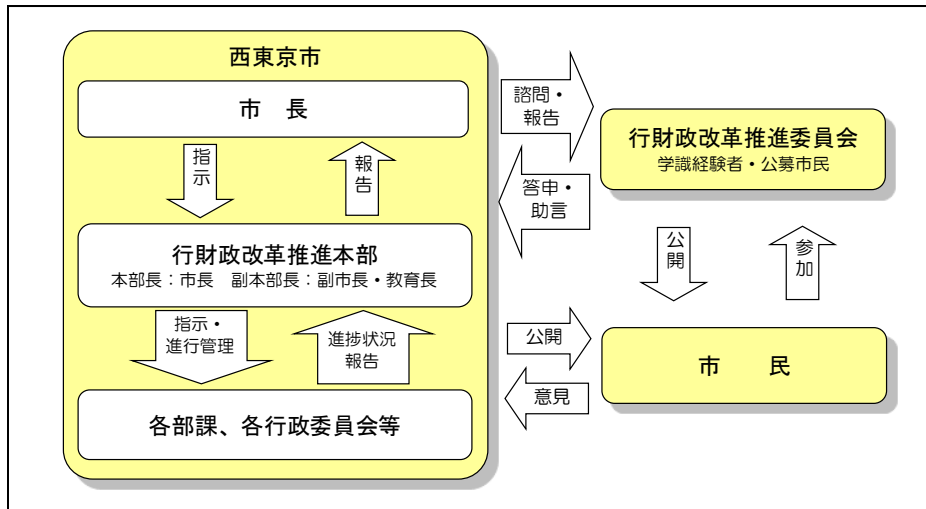 西東京市
市　長
指示
報告
行財政改革推進本部
本部長：市長　副本部長：副市長・教育長
指示・
進行管理
進捗状況
報告
各部課、各行政委員会等
諮問・
報告
答申・
助言
行財政改革推進委員会
学識経験者・公募市民
公開
参加
公開
意見
市　　民